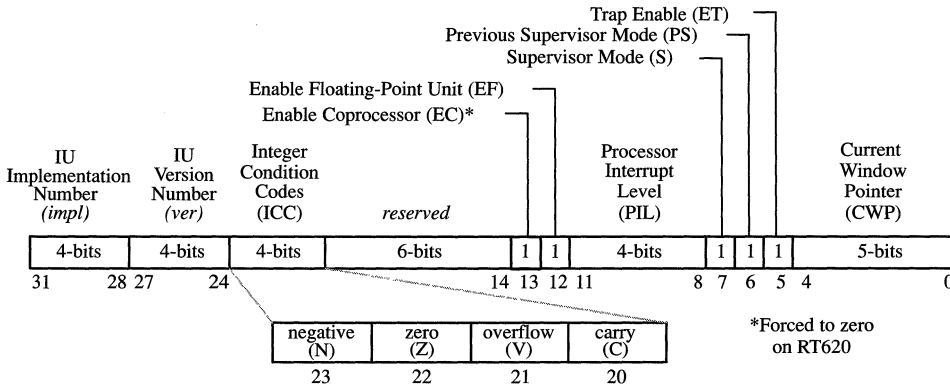 Trap Enable (ET)
Previous Supervisor Mode (PS)
Supervisor Mode (S)
Enable Floating-Point Unit (EF)
Enable Coprocessor (EC)*
IU
Implementation
Number
(impl)
IU
Version
Number
(ver)
Integer
Condition
Codes
(ICC)
reserved
Processor
Interrupt
Level
(PIL)
Current
Window
Pointer
(CWP)
4-bits 4-bits 4-bits 6-bits 1 1 4-bits 1 1 1 5-bits
31 28 27 24 14 13 12 11 8 7 6 5 4 0
negative
(N)
zero
(Z)
overflow
(V)
carry
(C)
23 22 21 20
*Forced to zero
on RT620